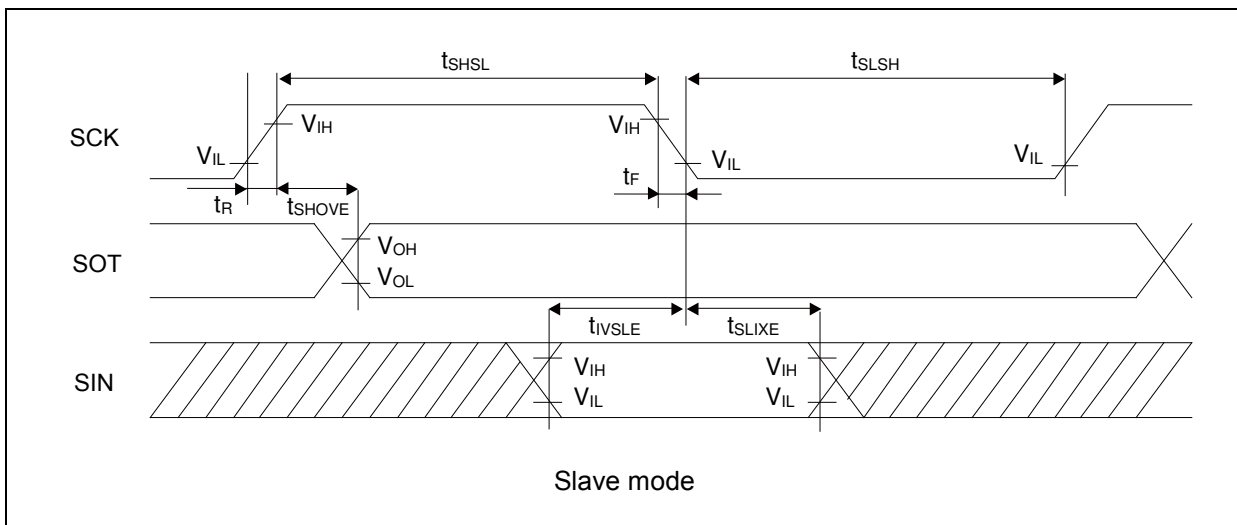 tSHSL tSLSH
SCK VIH VIH
VIL VIL VIL
tR tSHOVE tF
SOT VOH
VOL
tIVSLE tSLIXE
SIN VIH VIH
VIL VIL
Slave mode